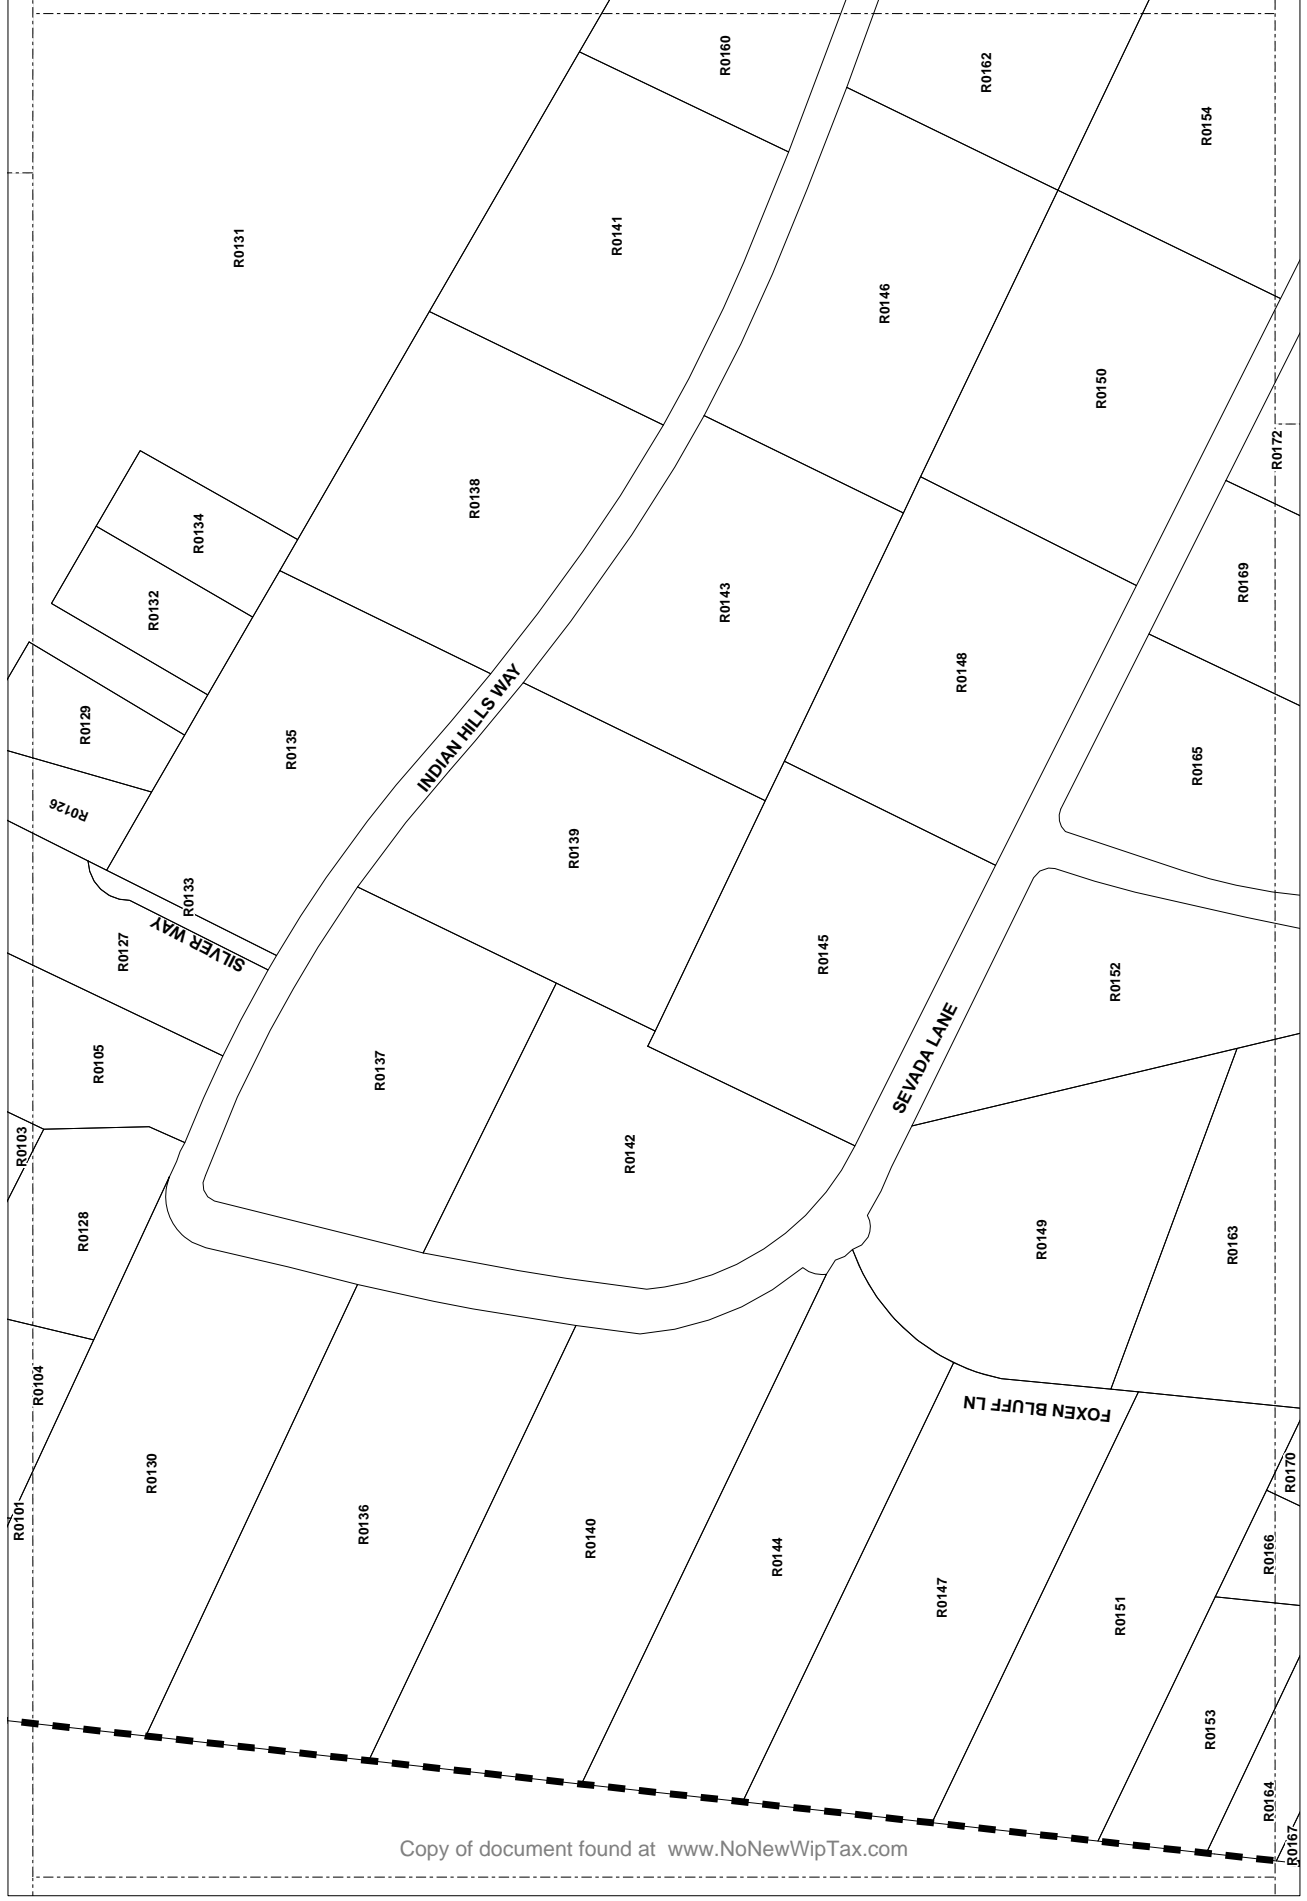 R0160
R0162
R0154
R0131
R0141
R0146
R0150
R0172
R0138
R0134
R0132
R0129
R0126
R0143
R0169
R0148
R0165
R0135
INDIAN HILLS WAY
R0139
R0133
SILVER WAY
R0127
R0145
R0152
R0105
R0137
SEVADA LANE
R0103
R0142
R0128
R0149
R0163
R0104
FOXEN BLUFF LN
R0101
R0130
R0136
R0140
R0144
R0147
R0151
R0170
R0166
R0153
R0164
R0167
Copy of document found at www.NoNewWipTax.com